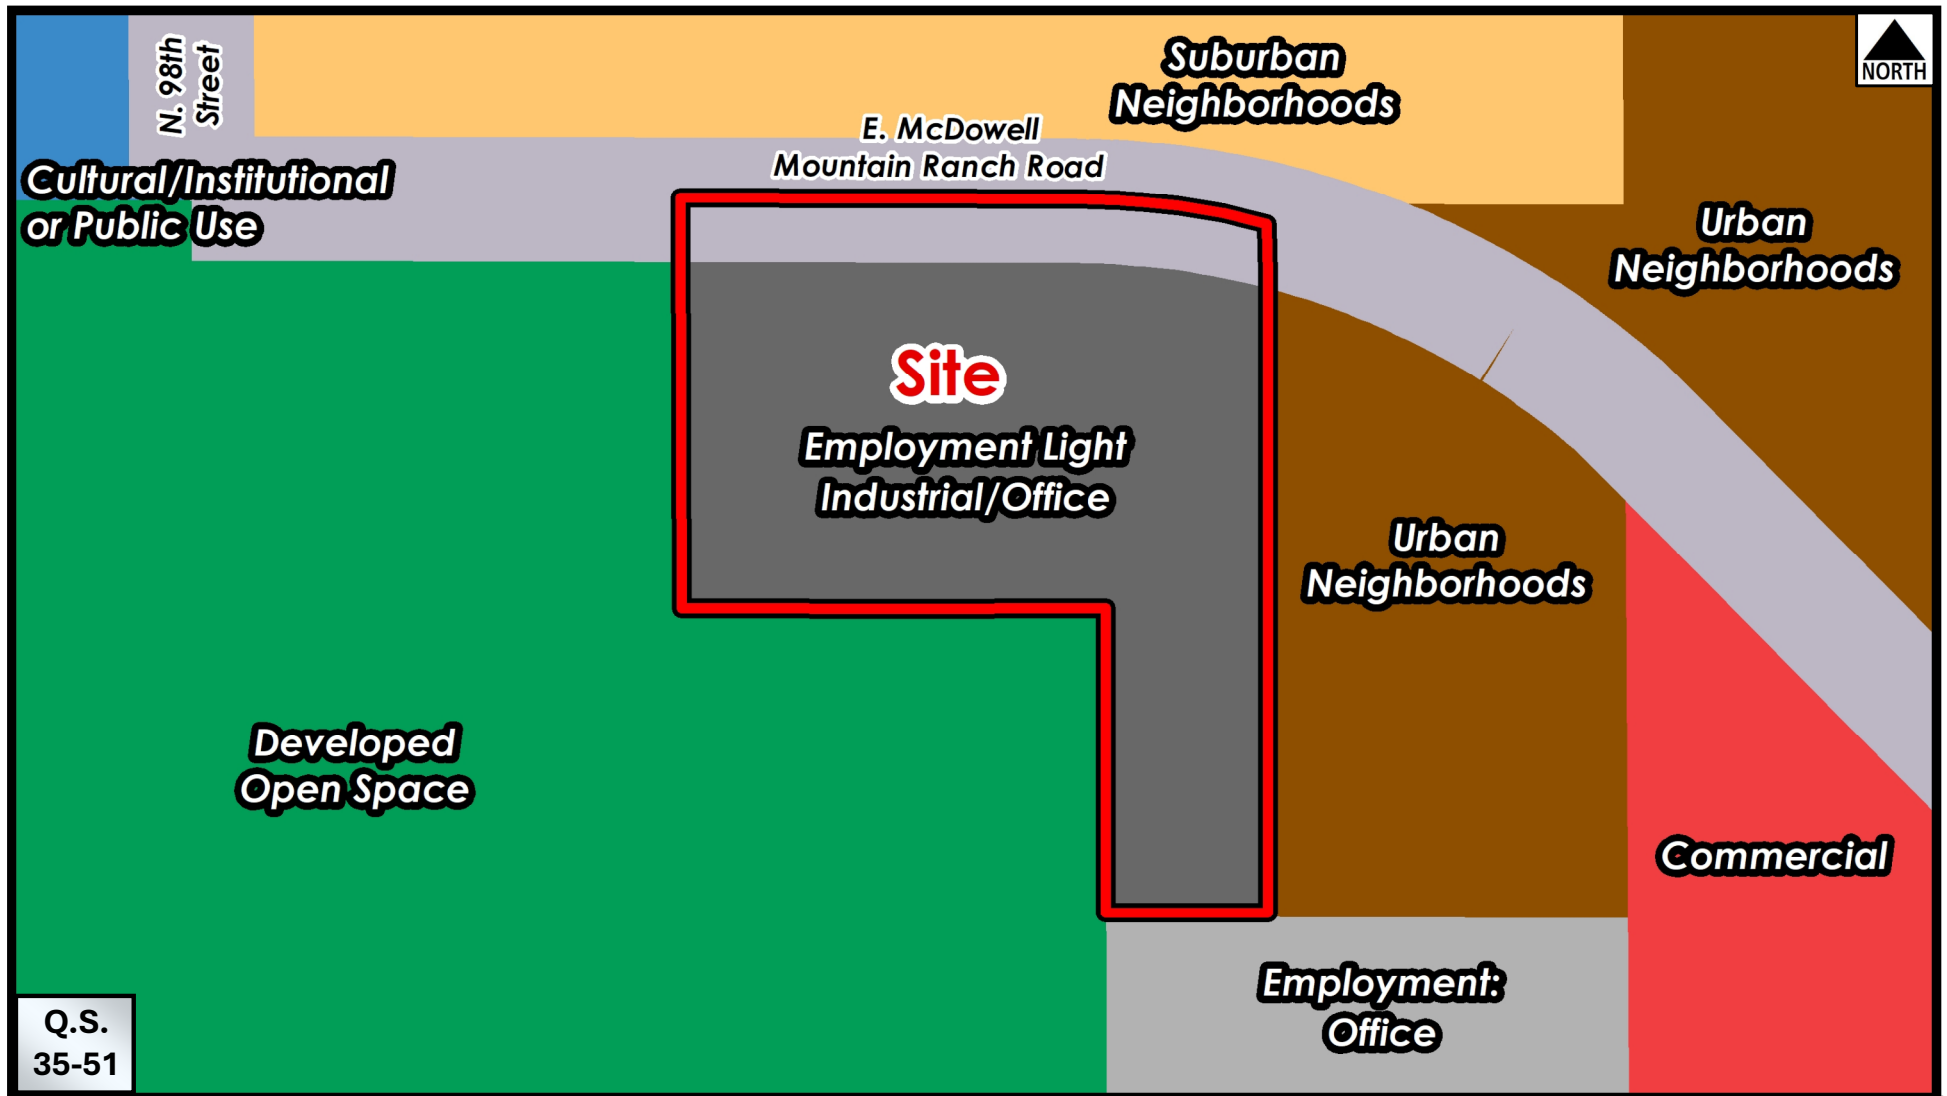 N. 98th
Street
Suburban
Neighborhoods
NORTH
E. McDowell
Mountain Ranch Road
Cultural/Institutional
or Public Use
Urban
Neighborhoods
Site
Employment Light
Industrial/Office
Urban
Neighborhoods
Developed
Open Space
Commercial
Employment:
Office
Q.S.
35-51